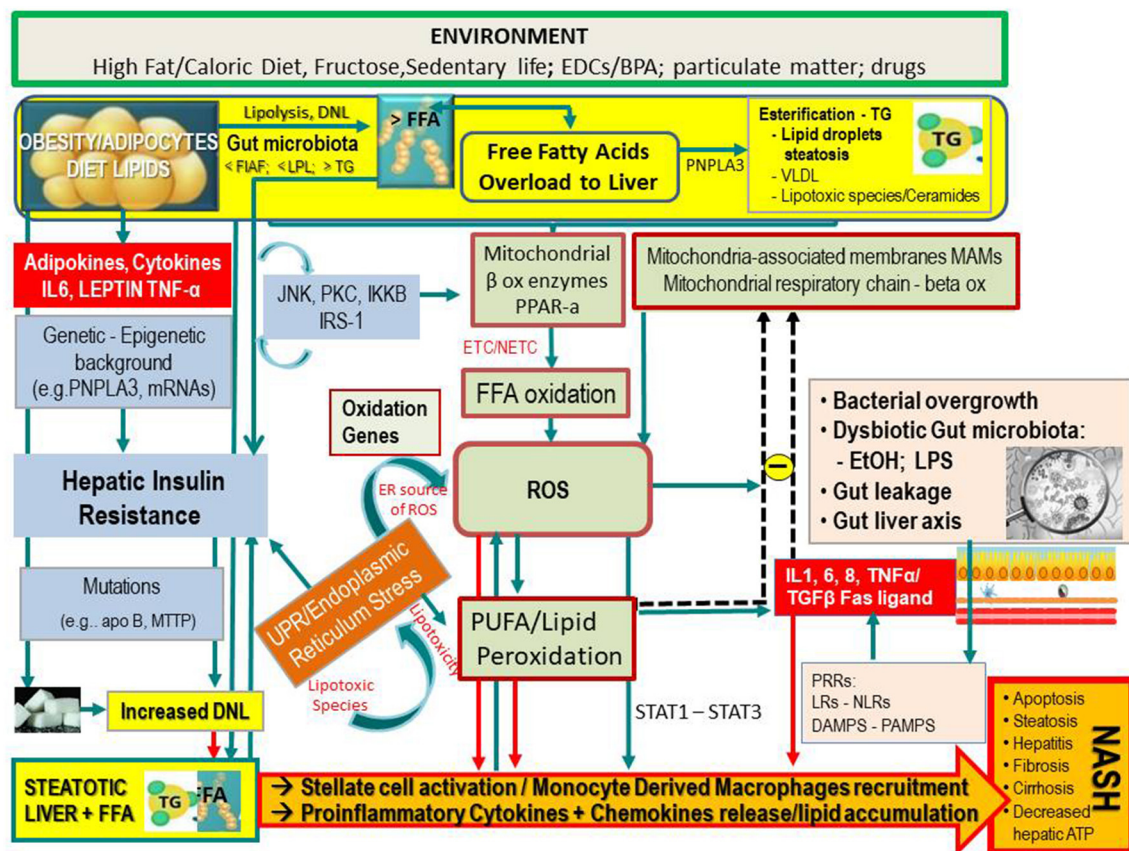 ENVIRONMENT
High Fat/Caloric Diet, Fructose,Sedentary life; EDCs/BPA; particulate matter; drugs
OBESITY/ADIPOCYTES
DIET LIPIDS
Lipolysis, DNL
Gut microbiota
< FIAF; < LPL; > TG
> FFA
Free Fatty Acids
Overload to Liver
PNPLA3
Esterification - TG
- Lipid droplets
steatosis
- VLDL
- Lipotoxic species/Ceramides
TG
Adipokines, Cytokines
IL6, LEPTIN TNF-α
Genetic - Epigenetic
background
(e.g.PNPLA3, mRNAs)
JNK, PKC, IKKB
IRS-1
Mitochondrial
β ox enzymes
PPAR-a
Mitochondria-associated membranes MAMs
Mitochondrial respiratory chain - beta ox
ETC/NETC
FFA oxidation
Oxidation
Genes
Hepatic Insulin
Resistance
ER source
of ROS
ROS
−
• Bacterial overgrowth
• Dysbiotic Gut microbiota:
- EtOH; LPS
• Gut leakage
• Gut liver axis
Mutations
(e.g.. apo B, MTTP)
UPR/Endoplasmic
Reticulum Stress
Lipotoxicity
Lipotoxic
Species
PUFA/Lipid
Peroxidation
IL1, 6, 8, TNFα/
TGFβ Fas ligand
PRRs:
LRs - NLRs
DAMPS - PAMPS
STAT1 – STAT3
Increased DNL
STEATOTIC
LIVER + FFA
TG
FFA
→ Stellate cell activation / Monocyte Derived Macrophages recruitment
→ Proinflammatory Cytokines + Chemokines release/lipid accumulation
• Apoptosis
• Steatosis
• Hepatitis
• Fibrosis
• Cirrhosis
• Decreased
hepatic ATP
NASH